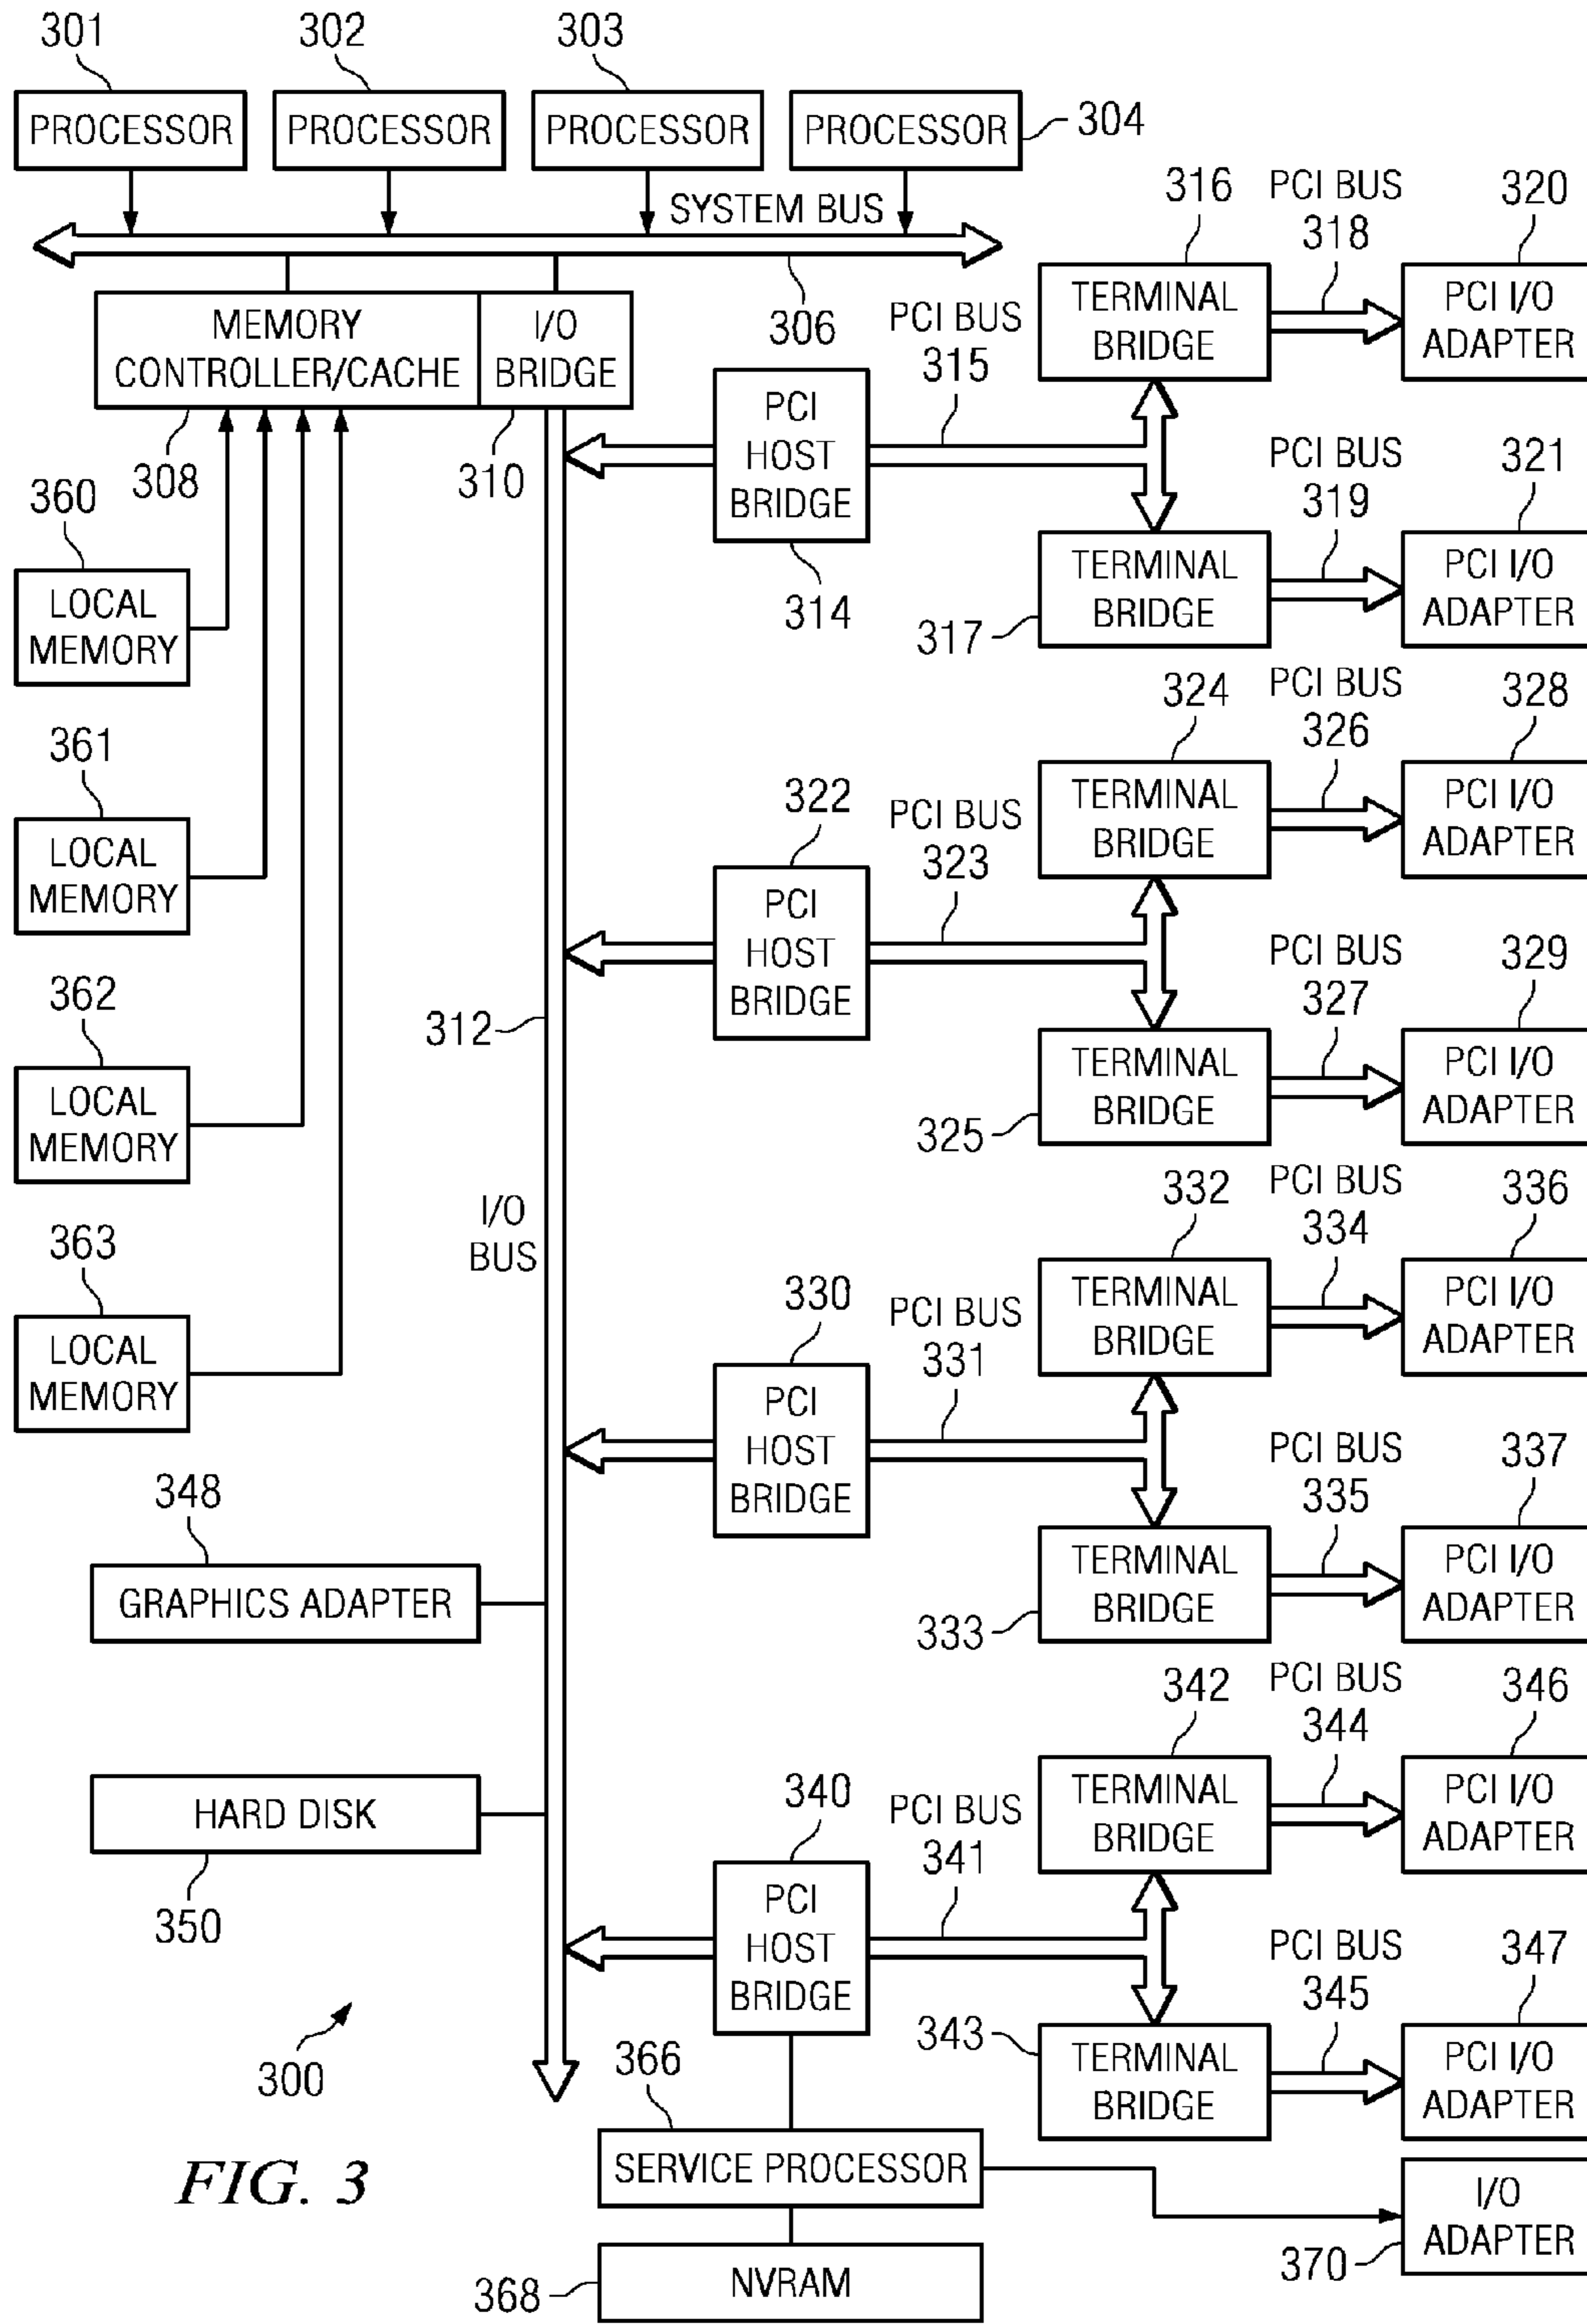 301
302
303
PROCESSOR
PROCESSOR
PROCESSOR
PROCESSOR
304
SYSTEM BUS
306
MEMORY
CONTROLLER/CACHE
I/O
BRIDGE
308
310
316
PCI BUS
318
320
TERMINAL
BRIDGE
PCI I/O
ADAPTER
PCI BUS
315
PCI
HOST
BRIDGE
314
PCI BUS
319
321
TERMINAL
BRIDGE
PCI I/O
ADAPTER
317
360
LOCAL
MEMORY
361
LOCAL
MEMORY
362
LOCAL
MEMORY
363
LOCAL
MEMORY
312
I/O
BUS
324
PCI BUS
326
328
TERMINAL
BRIDGE
PCI I/O
ADAPTER
322
PCI BUS
323
PCI
HOST
BRIDGE
PCI BUS
327
329
TERMINAL
BRIDGE
PCI I/O
ADAPTER
325
332
PCI BUS
334
336
TERMINAL
BRIDGE
PCI I/O
ADAPTER
330
PCI BUS
331
PCI
HOST
BRIDGE
PCI BUS
335
337
TERMINAL
BRIDGE
PCI I/O
ADAPTER
333
348
GRAPHICS ADAPTER
HARD DISK
350
342
PCI BUS
344
346
TERMINAL
BRIDGE
PCI I/O
ADAPTER
340
PCI BUS
341
PCI
HOST
BRIDGE
PCI BUS
345
347
343
TERMINAL
BRIDGE
PCI I/O
ADAPTER
300
366
SERVICE PROCESSOR
I/O
ADAPTER
370
368
NVRAM
FIG. 3